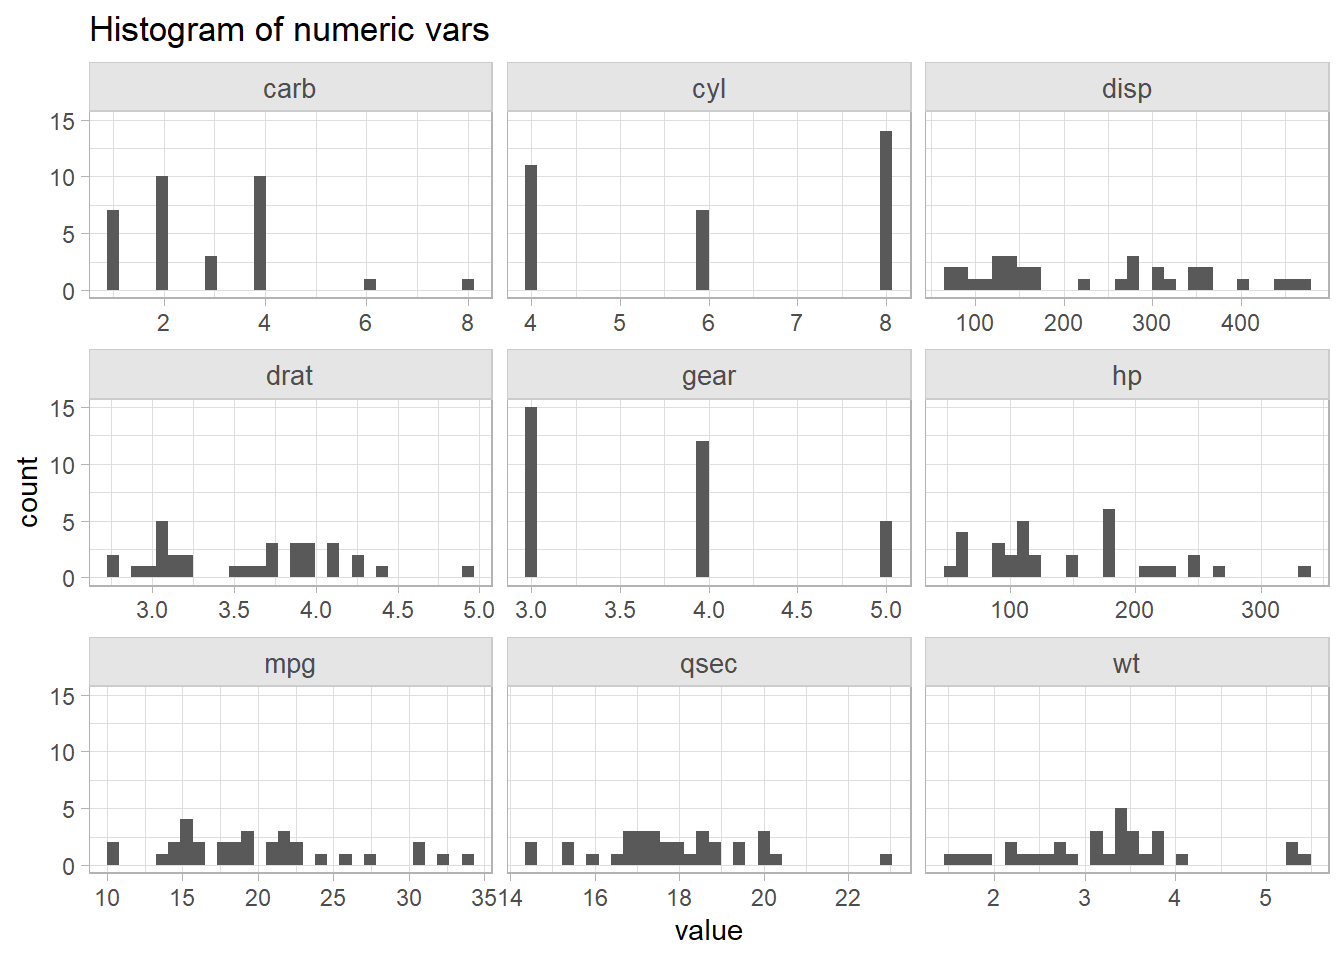 Histogram of numeric vars
carb cyl disp
15
10
5
0
2 4 6 8 4 5 6 7 8 100 200 300 400
drat gear hp
15
10
5
0
3.0 3.5 4.0 4.5 5.0 3.0 3.5 4.0 4.5 5.0 100 200 300
count
mpg qsec wt
15
10
5
0
10 15 20 25 30 35 14 16 18 20 22 2 3 4 5
value